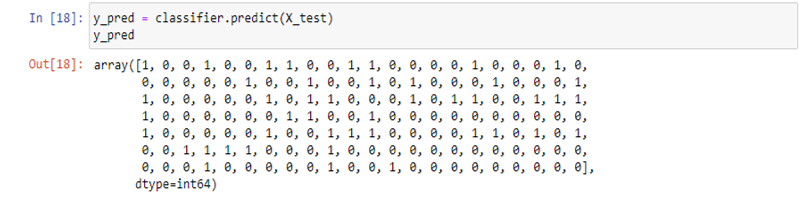 In [18]: y_pred = classifier.predict(X_test)
y_pred
Out[18]: array([1, 0, 0, 1, 0, 0, 1, 1, 0, 0, 1, 1, 0, 0, 0, 0, 1, 0, 0, 0, 1, 0,
0, 0, 0, 0, 0, 1, 0, 0, 1, 0, 0, 1, 0, 1, 0, 0, 0, 1, 0, 0, 0, 1,
1, 0, 0, 0, 0, 0, 1, 0, 1, 1, 0, 0, 0, 1, 0, 1, 1, 0, 0, 1, 1, 1,
1, 0, 0, 0, 0, 0, 0, 1, 1, 0, 0, 1, 0, 0, 0, 0, 0, 0, 0, 0, 0, 0,
1, 0, 0, 0, 0, 0, 1, 0, 0, 1, 1, 1, 0, 0, 0, 0, 1, 1, 0, 1, 0, 1,
0, 0, 1, 1, 1, 1, 0, 0, 0, 1, 0, 0, 0, 0, 0, 0, 0, 0, 0, 0, 0, 0,
0, 0, 0, 1, 0, 0, 0, 0, 0, 1, 0, 0, 1, 0, 0, 0, 0, 0, 0, 0, 0, 0],
dtype=int64)